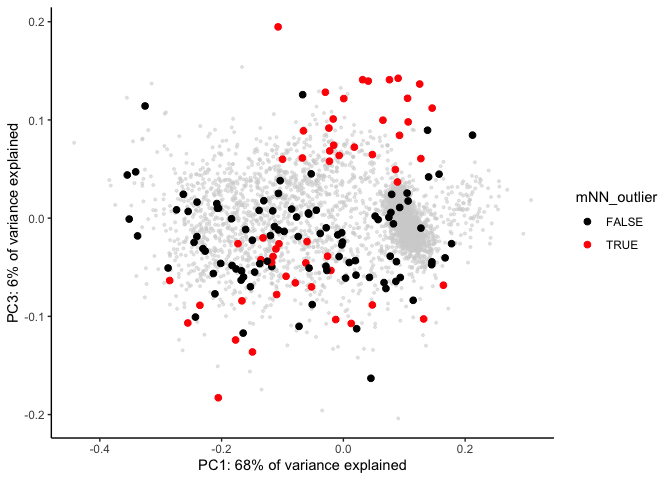 0.2
0.1
0.0
-0.1
-0.2
PC3: 6% of variance explained
-0.4
-0.2
0.0
0.2
PC1: 68% of variance explained
mNN_outlier
FALSE
TRUE